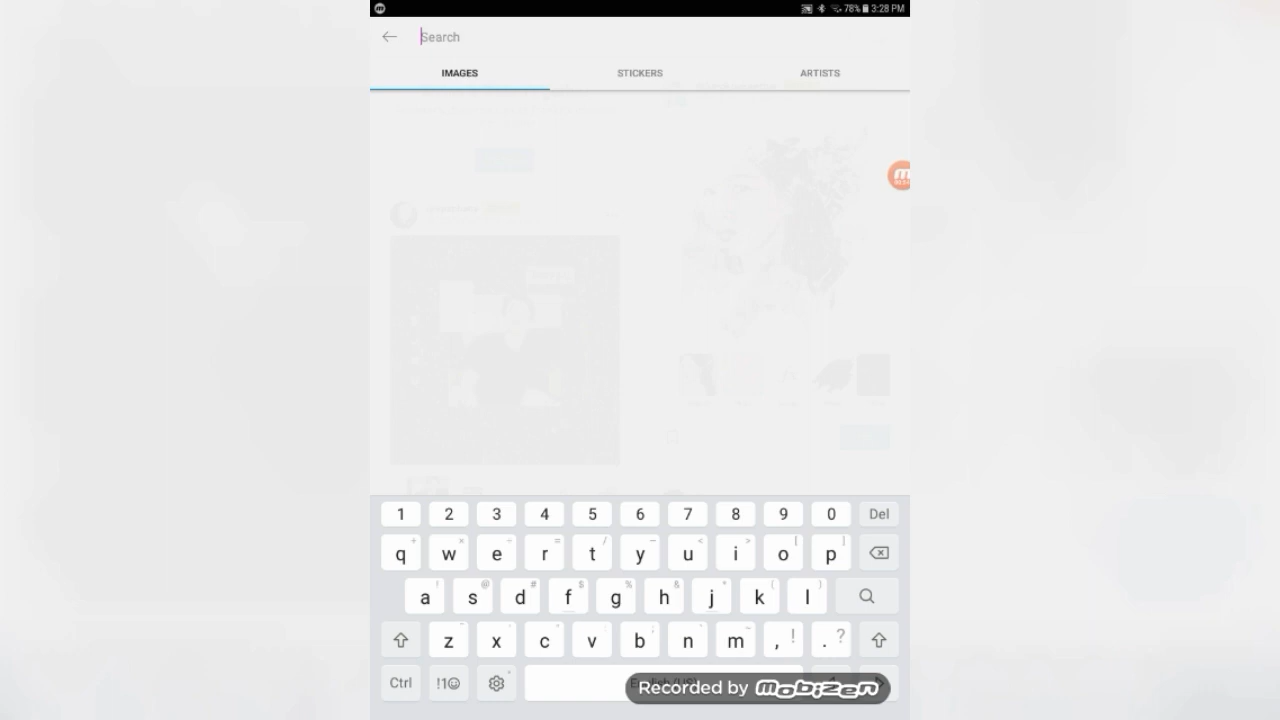 78% 3:28 PM
Search
IMAGES STICKERS ARTISTS
1 2 3 4 5 6 7 8 9 0 Del
q w e r t y u i o p
a s d f g h j k l
z x c v b n m , ! . ?
Ctrl !1☺
Recorded by mobizen